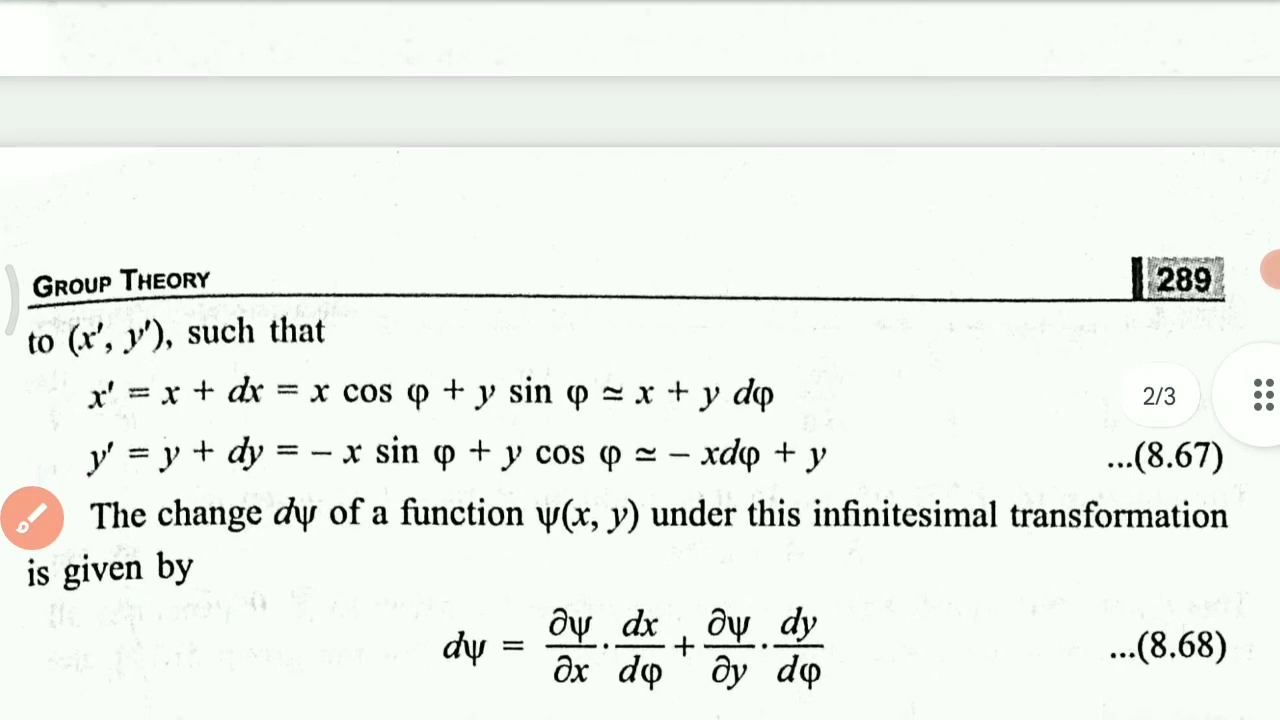 GROUP THEORY 289
to (x′, y′), such that
x′ = x + dx = x cos φ + y sin φ ≃ x + y dφ
2/3
y′ = y + dy = – x sin φ + y cos φ ≃ – xdφ + y ...(8.67)
The change dψ of a function ψ(x, y) under this infinitesimal transformation
is given by
dψ = ∂ψ/∂x · dx/dφ + ∂ψ/∂y · dy/dφ ...(8.68)